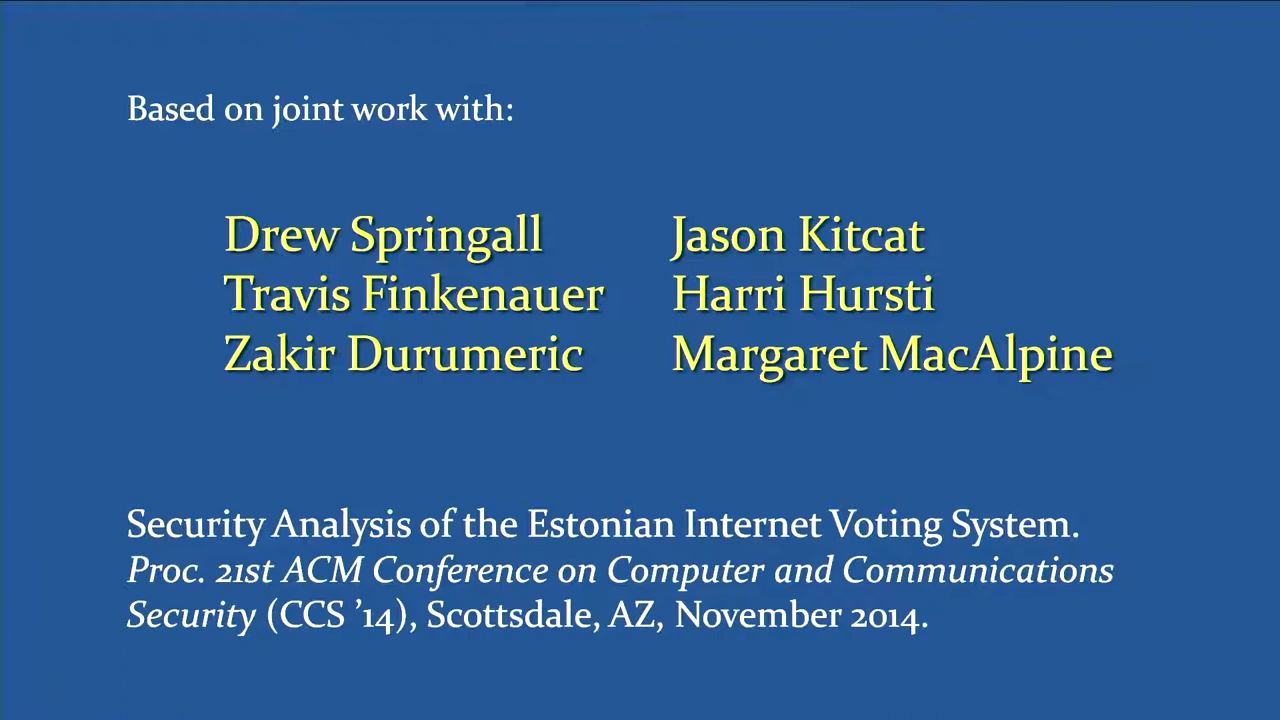 Based on joint work with:
Drew Springall
Travis Finkenauer
Zakir Durumeric
Jason Kitcat
Harri Hursti
Margaret MacAlpine
Security Analysis of the Estonian Internet Voting System.
Proc. 21st ACM Conference on Computer and Communications
Security (CCS ’14), Scottsdale, AZ, November 2014.